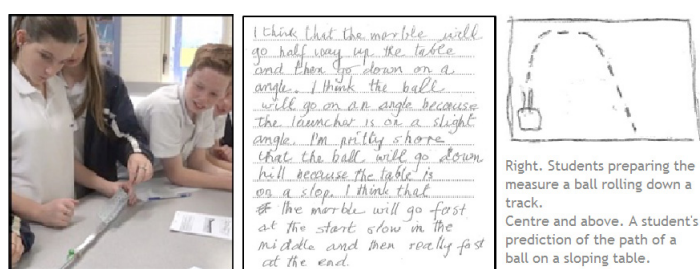 I think that the marble will
go half way up the table
and then go down on a
angle. I think the ball
will go on an angle because
the launcher is on a slight
angle. I'm pritty shore
that the ball will go down
hill because the table is
on a slop. I think that
the marble will go fast
at the start slow in the
middle and then really fast
at the end.
Right. Students preparing the
measure a ball rolling down a
track.
Centre and above. A student's
prediction of the path of a
ball on a sloping table.